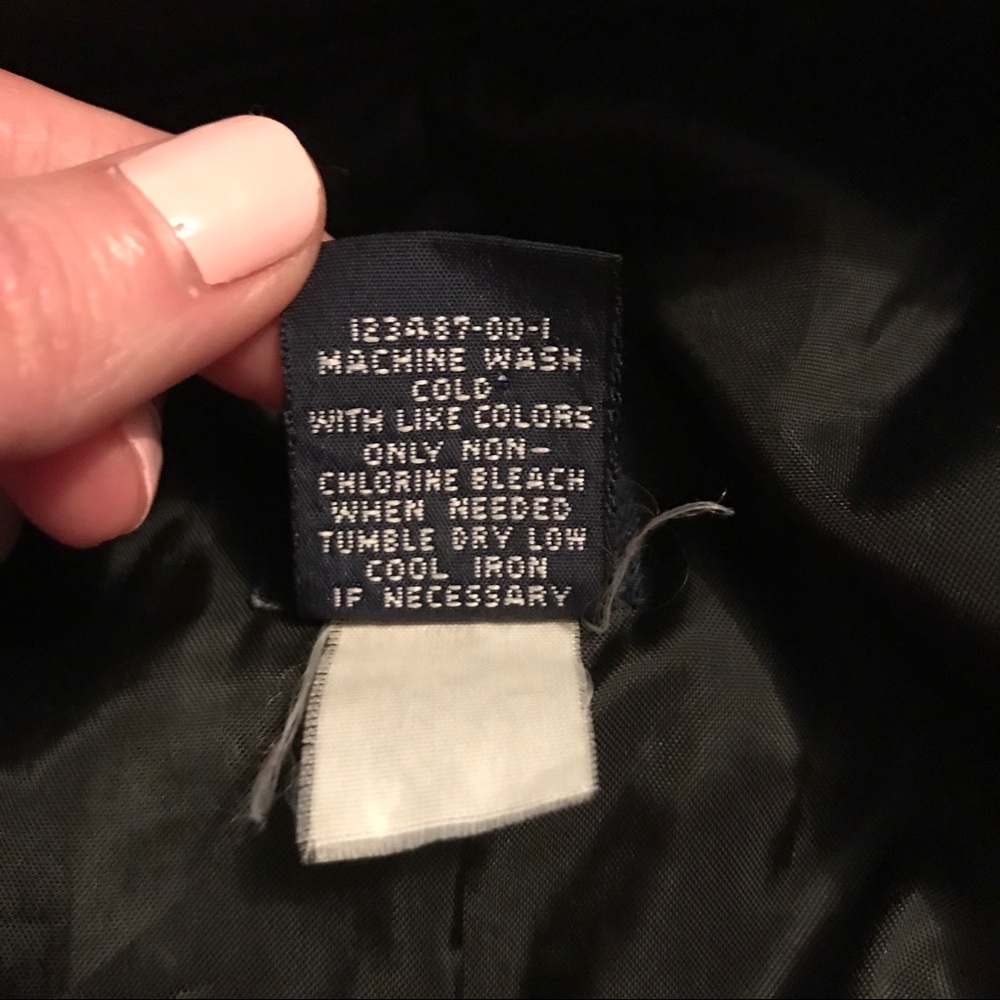 123487-00-1
MACHINE WASH
COLD
WITH LIKE COLORS
ONLY NON-
CHLORINE BLEACH
WHEN NEEDED
TUMBLE DRY LOW
COOL IRON
IF NECESSARY